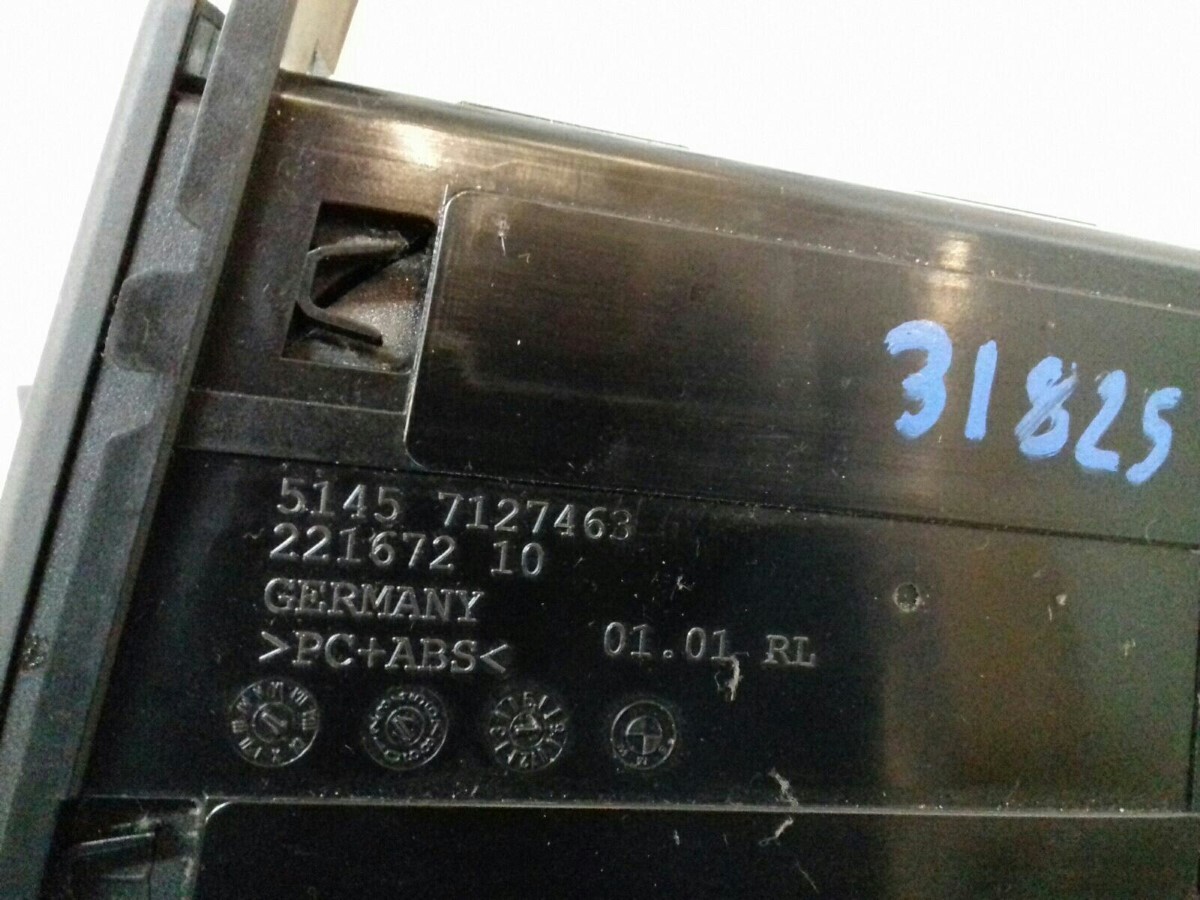 31825
5145 7127463
221672 10
GERMANY
>PC+ABS<
01.01 RL